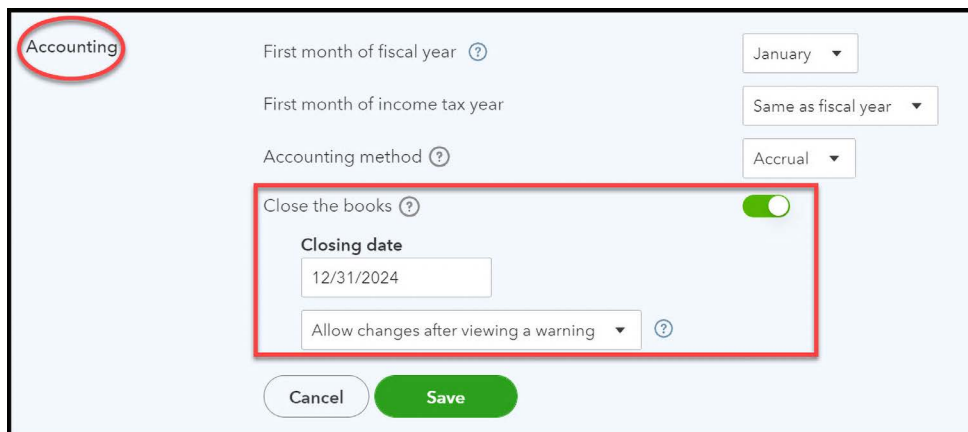 Accounting
First month of fiscal year ?
January
First month of income tax year
Same as fiscal year
Accounting method ?
Accrual
Close the books ?
Closing date
12/31/2024
Allow changes after viewing a warning ?
Cancel
Save